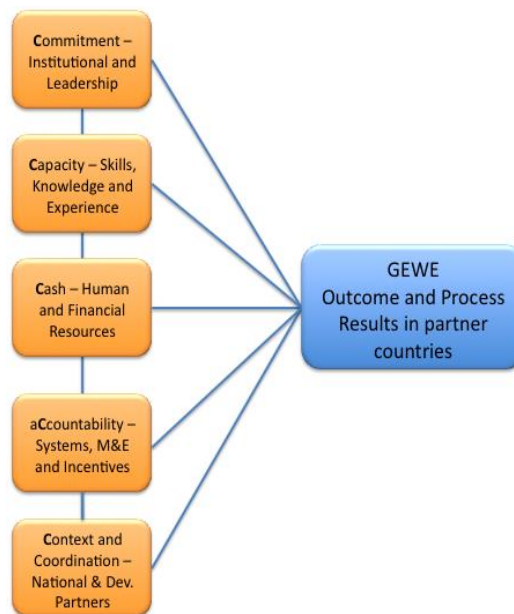 Commitment –
Institutional and
Leadership
Capacity – Skills,
Knowledge and
Experience
Cash – Human
and Financial
Resources
aCcountability –
Systems, M&E
and Incentives
Context and
Coordination –
National & Dev.
Partners
GEWE
Outcome and Process
Results in partner
countries